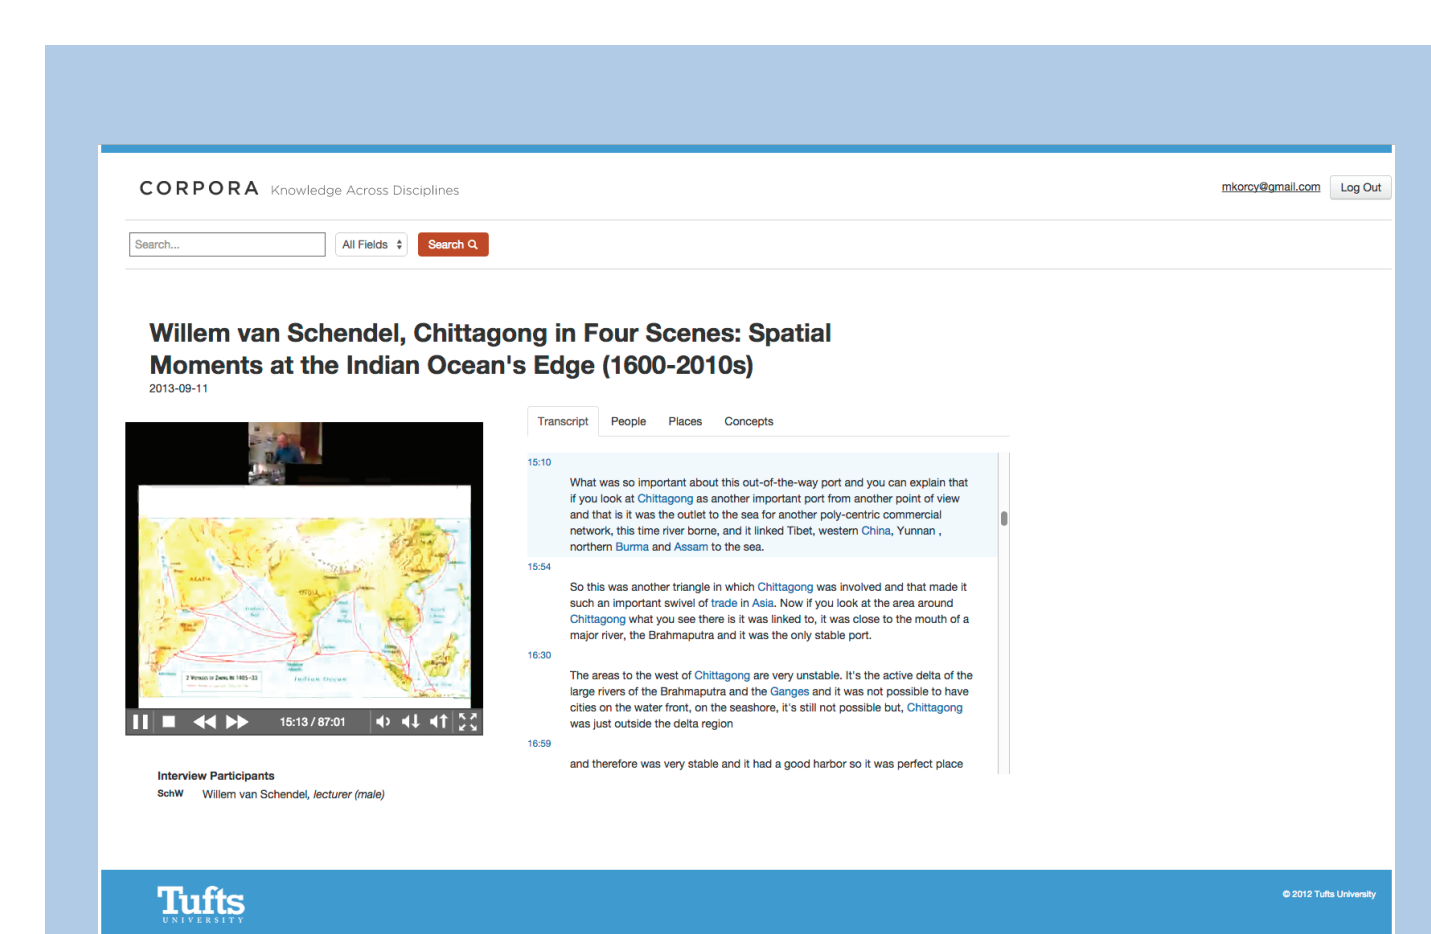 CORPORA Knowledge Across Disciplines
mkorcy@gmail.com Log Out
Search... All Fields Search
Willem van Schendel, Chittagong in Four Scenes: Spatial
Moments at the Indian Ocean's Edge (1600-2010s)
2013-09-11
ARABIA
INDIA
Indian Ocean
15:13 / 87:01
Interview Participants
SchW Willem van Schendel, lecturer (male)
Transcript People Places Concepts
15:10
What was so important about this out-of-the-way port and you can explain that
if you look at Chittagong as another important port from another point of view
and that is it was the outlet to the sea for another poly-centric commercial
network, this time river borne, and it linked Tibet, western China, Yunnan ,
northern Burma and Assam to the sea.
15:54
So this was another triangle in which Chittagong was involved and that made it
such an important swivel of trade in Asia. Now if you look at the area around
Chittagong what you see there is it was linked to, it was close to the mouth of a
major river, the Brahmaputra and it was the only stable port.
16:30
The areas to the west of Chittagong are very unstable. It's the active delta of the
large rivers of the Brahmaputra and the Ganges and it was not possible to have
cities on the water front, on the seashore, it's still not possible but, Chittagong
was just outside the delta region
16:59
and therefore was very stable and it had a good harbor so it was perfect place
Tufts
UNIVERSITY
© 2012 Tufts University